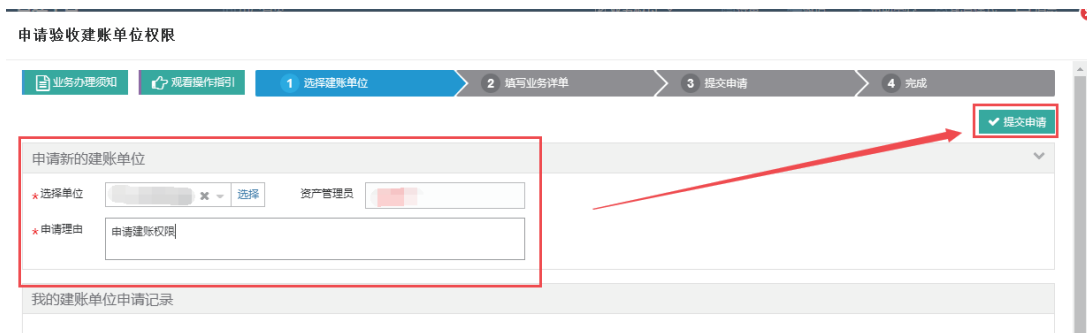 申请验收建账单位权限
业务办理须知 观看操作指引 1 选择建账单位 2 填写业务详单 3 提交申请 4 完成
提交申请
申请新的建账单位
*选择单位 选择 资产管理员
*申请理由 申请建账权限
我的建账单位申请记录